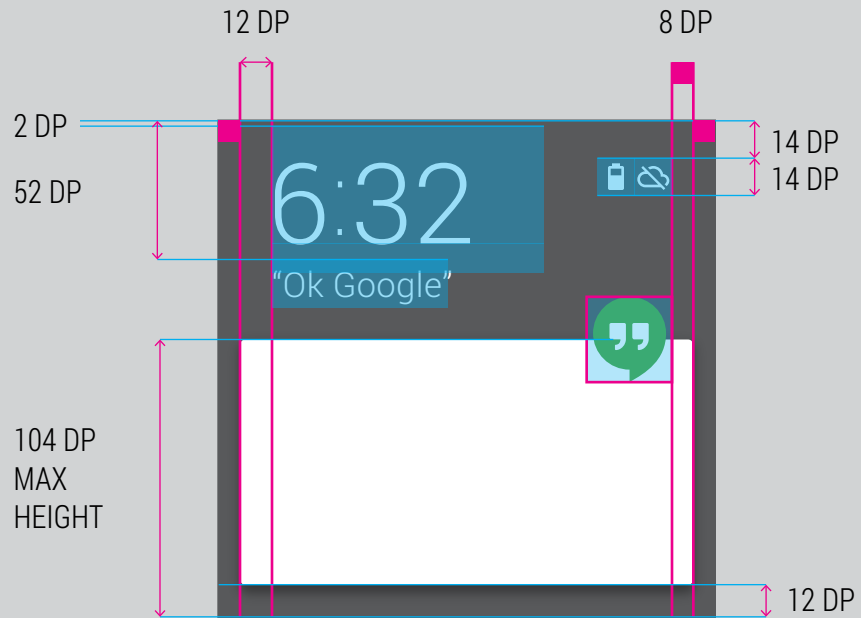 12 DP
8 DP
2 DP
14 DP
52 DP
14 DP
6:32
“Ok Google”
104 DP
MAX
HEIGHT
12 DP